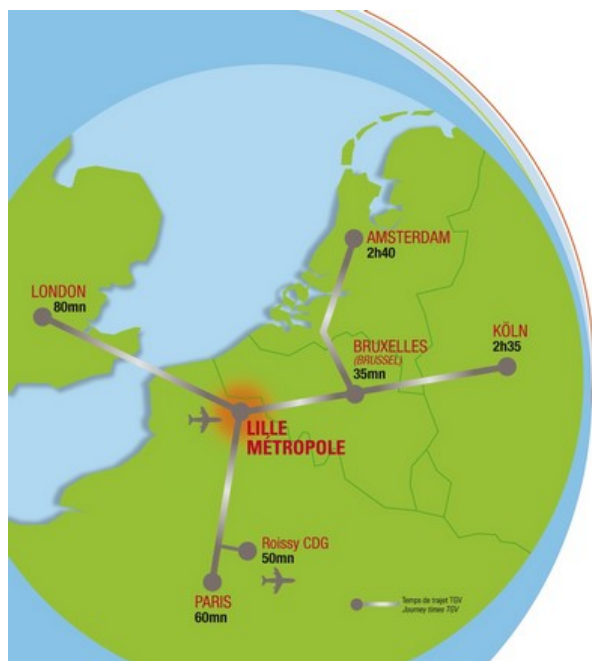 AMSTERDAM
2h40
LONDON
80mn
KÖLN
2h35
BRUXELLES
(BRUSSEL)
35mn
LILLE
MÉTROPOLE
Roissy CDG
50mn
PARIS
60mn
Temps de trajet TGV
Journey times TGV